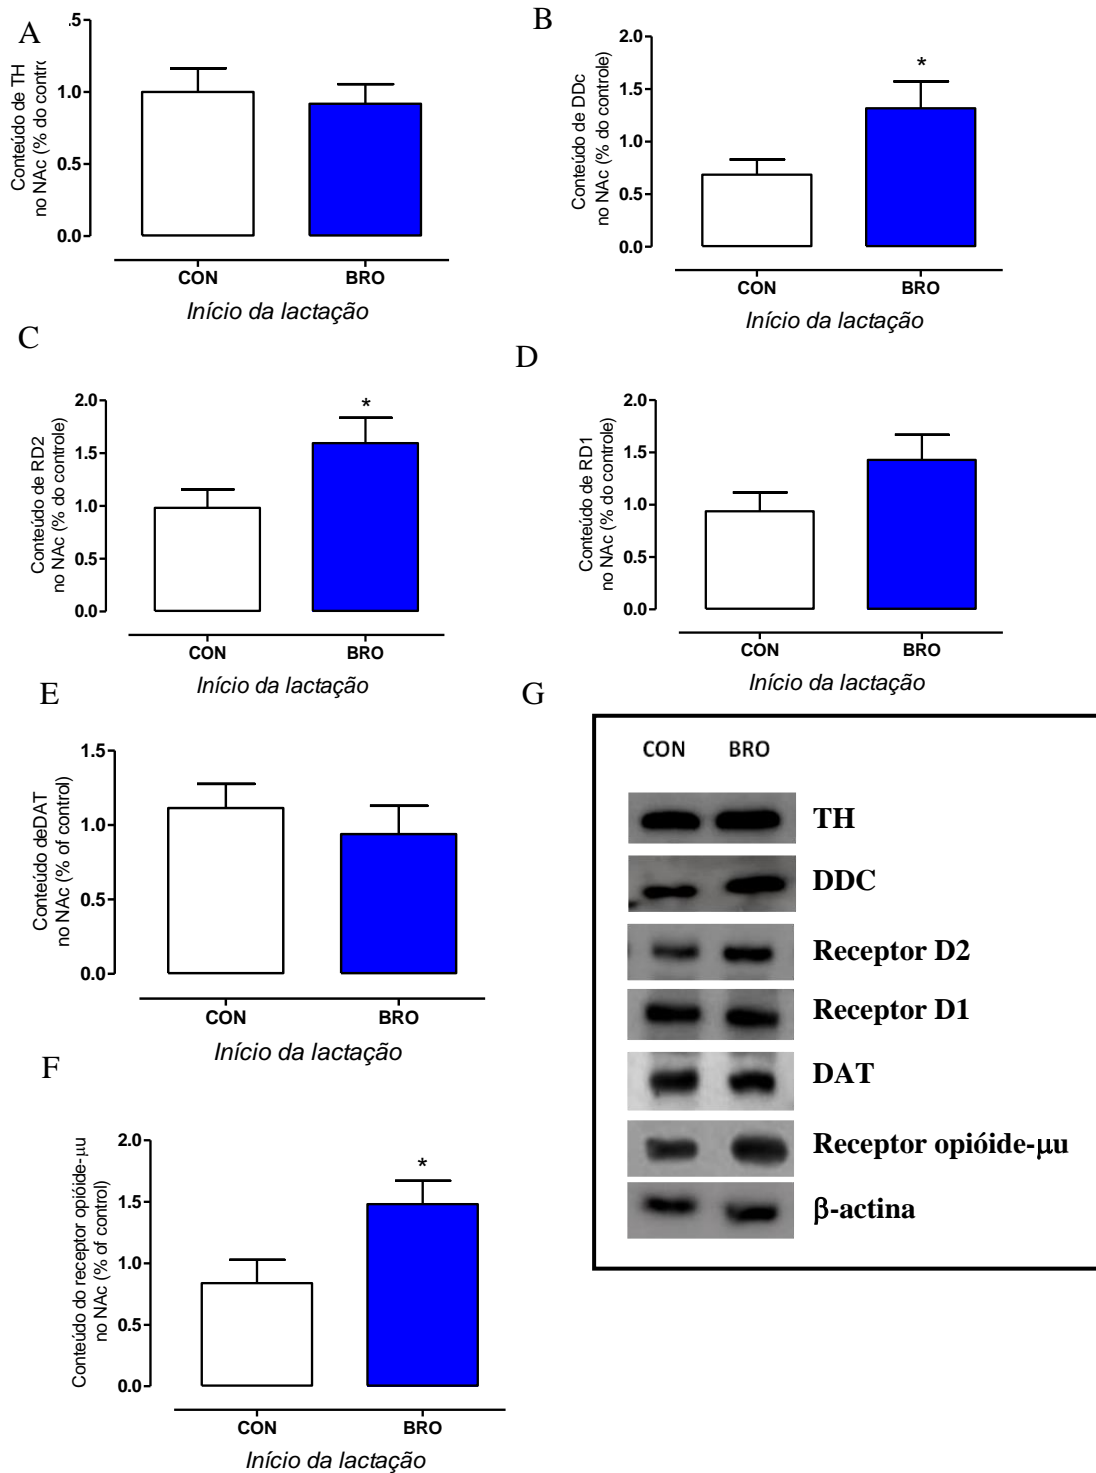 A
Conteúdo de TH
no NAc (% do contro
.5
1.0
0.5
0.0
CON
BRO
Início da lactação
B
Conteúdo de DDc
no NAc (% do controle)
2.0
1.5
1.0
0.5
0.0
*
CON
BRO
Início da lactação
C
Conteúdo de RD2
no NAc (% do controle)
2.0
1.5
1.0
0.5
0.0
*
CON
BRO
Início da lactação
D
Conteúdo de RD1
no NAc (% do controle)
2.0
1.5
1.0
0.5
0.0
CON
BRO
Início da lactação
E
Conteúdo deDAT
no NAc (% of control)
1.5
1.0
0.5
0.0
CON
BRO
Início da lactação
F
Conteúdo do receptor opióide-μu
no NAc (% of control)
2.0
1.5
1.0
0.5
0.0
*
CON
BRO
Início da lactação
G
CON BRO
TH
DDC
Receptor D2
Receptor D1
DAT
Receptor opióide-μu
β-actina